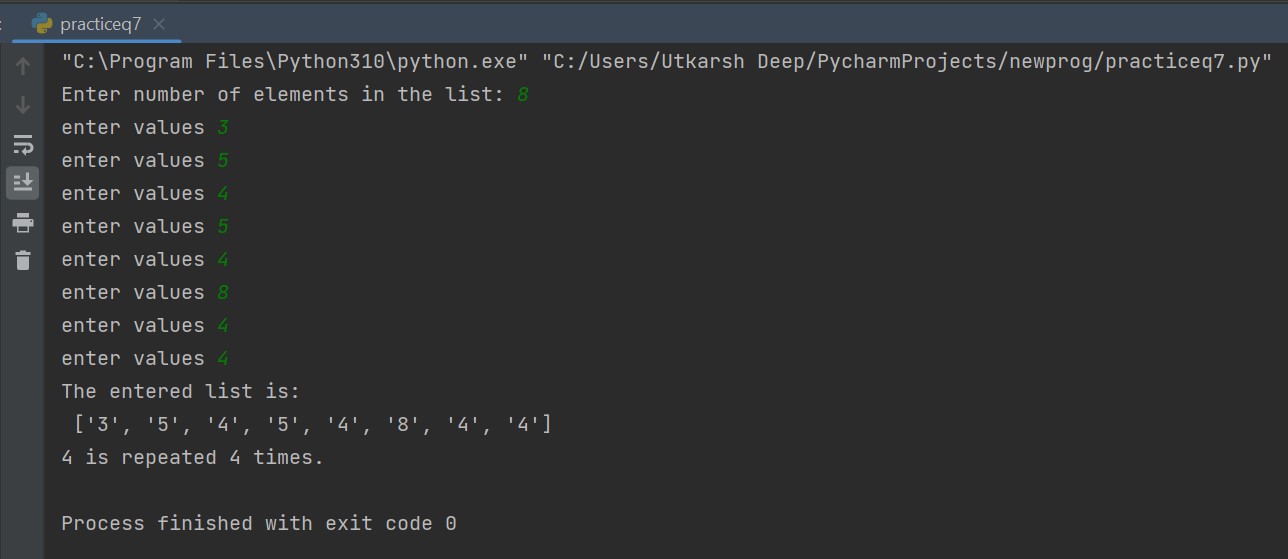 practiceq7
"C:\Program Files\Python310\python.exe" "C:/Users/Utkarsh Deep/PycharmProjects/newprog/practiceq7.py"
Enter number of elements in the list: 8
enter values 3
enter values 5
enter values 4
enter values 5
enter values 4
enter values 8
enter values 4
enter values 4
The entered list is:
 ['3', '5', '4', '5', '4', '8', '4', '4']
4 is repeated 4 times.
Process finished with exit code 0